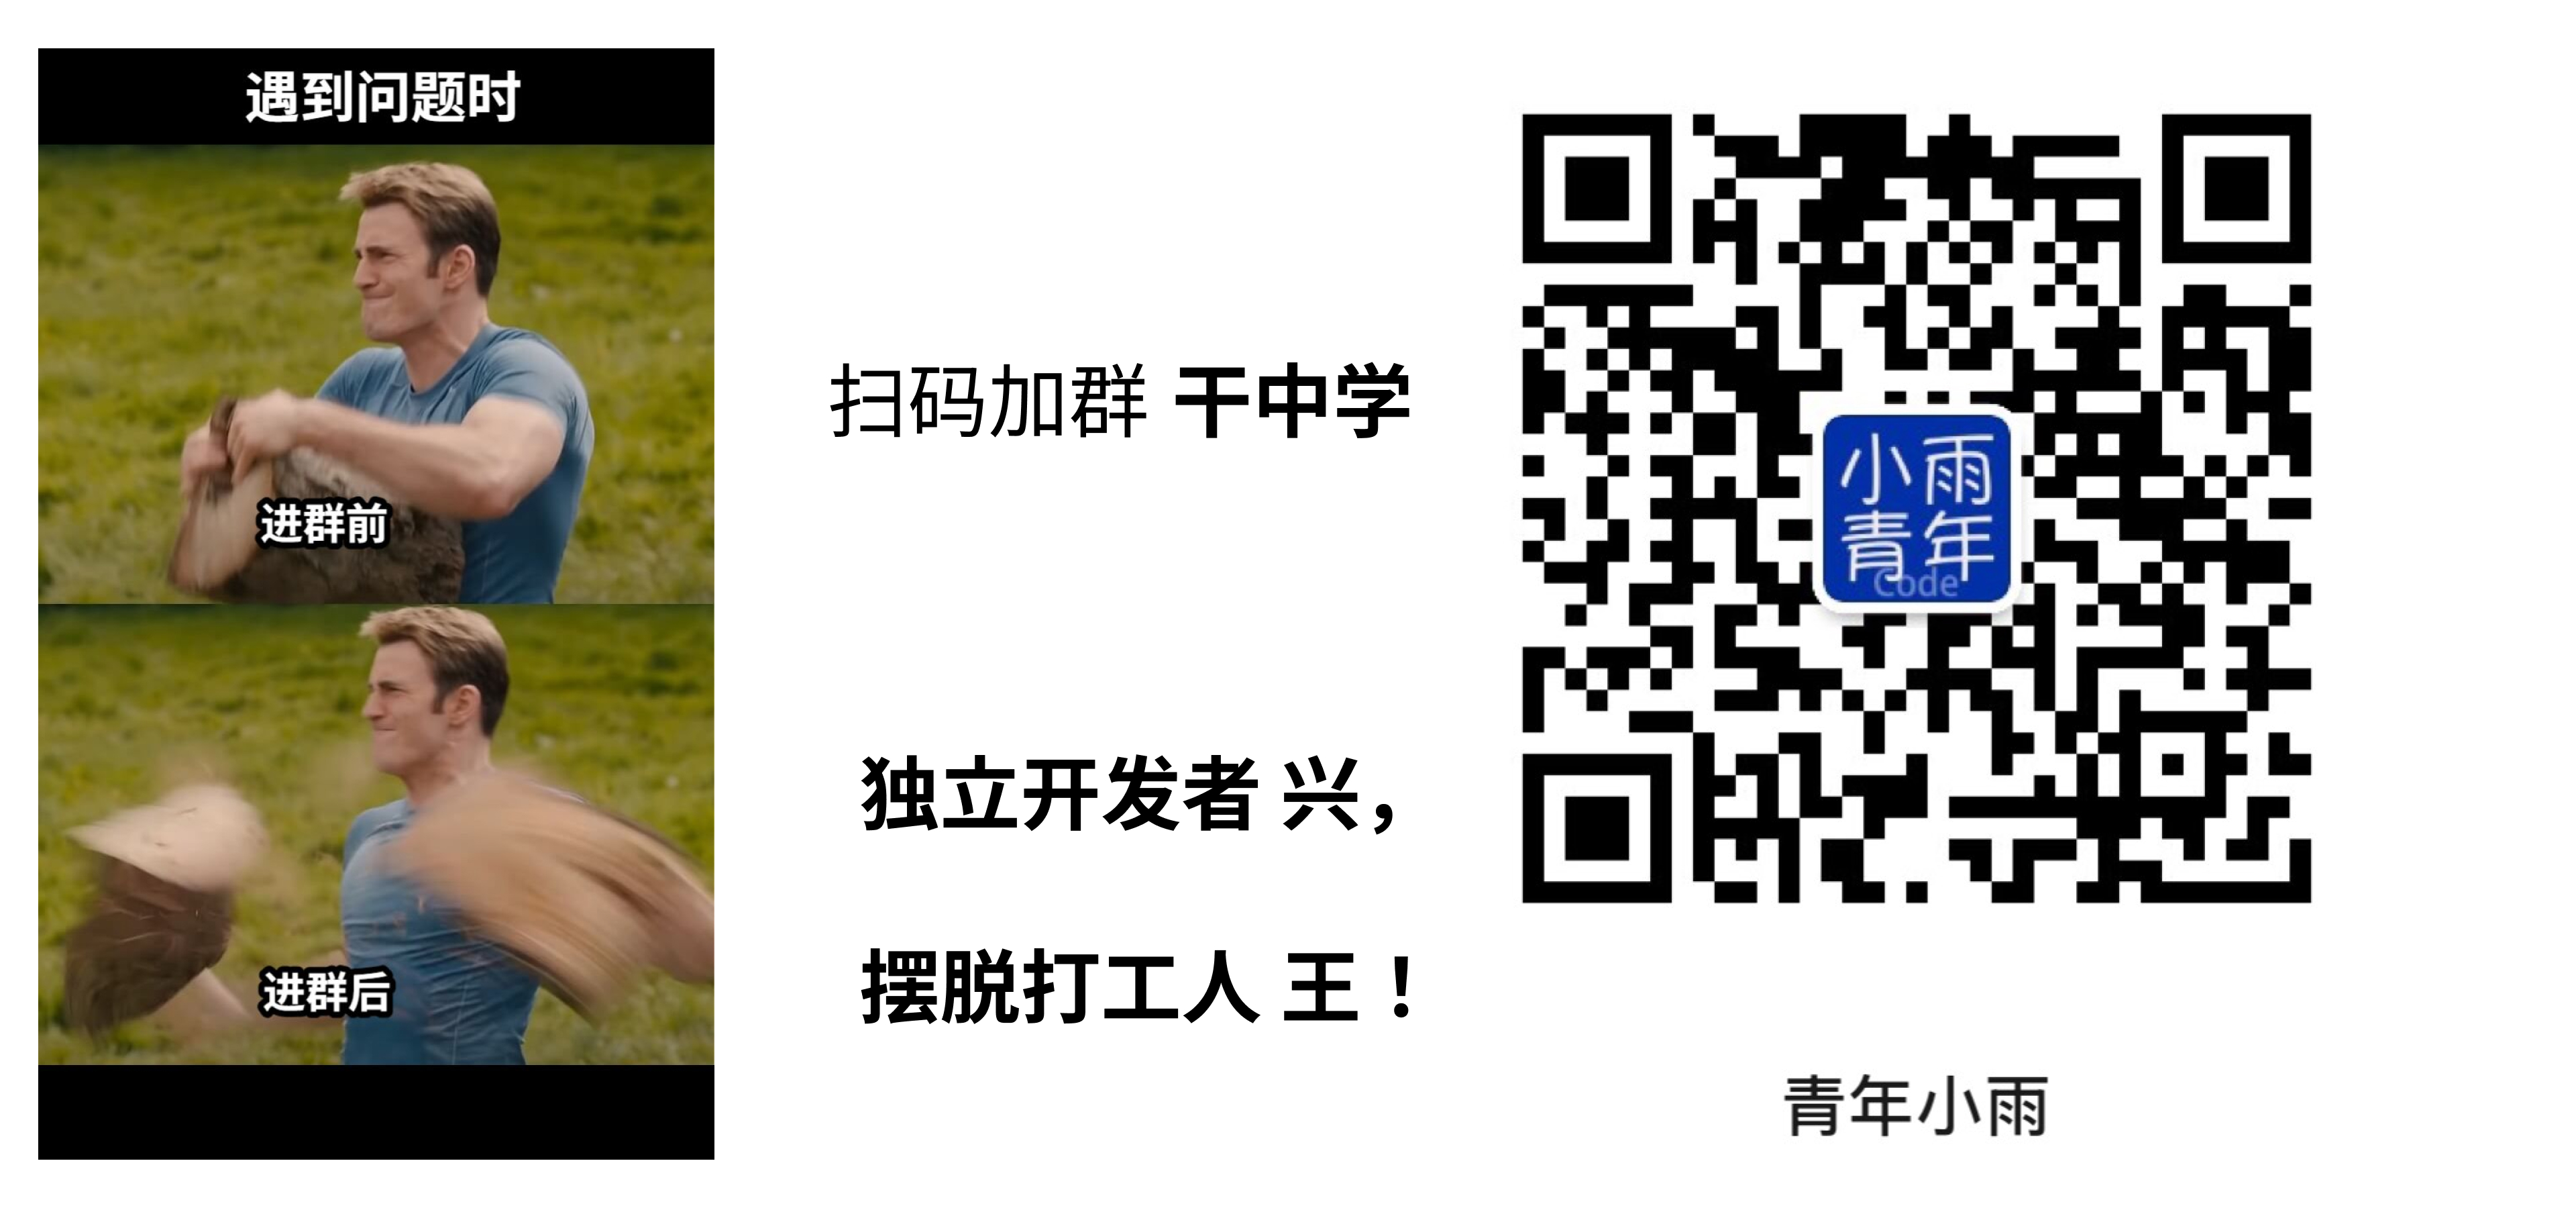 遇到问题时
进群前
进群后
扫码加群 干中学
独立开发者 兴，
摆脱打工人 王！
小雨
青年
Code
青年小雨